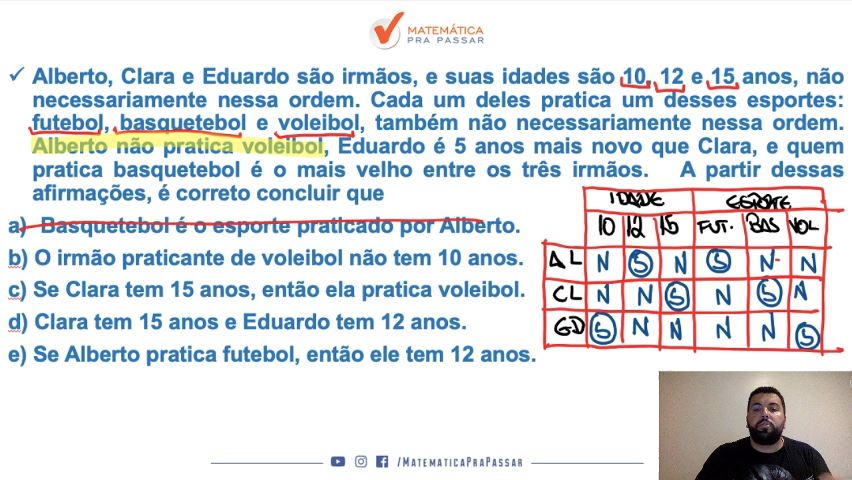 MATEMÁTICA
PRA PASSAR
✓ Alberto, Clara e Eduardo são irmãos, e suas idades são 10, 12 e 15 anos, não
necessariamente nessa ordem. Cada um deles pratica um desses esportes:
futebol, basquetebol e voleibol, também não necessariamente nessa ordem.
Alberto não pratica voleibol, Eduardo é 5 anos mais novo que Clara, e quem
pratica basquetebol é o mais velho entre os três irmãos. A partir dessas
afirmações, é correto concluir que
a) Basquetebol é o esporte praticado por Alberto.
b) O irmão praticante de voleibol não tem 10 anos.
c) Se Clara tem 15 anos, então ela pratica voleibol.
d) Clara tem 15 anos e Eduardo tem 12 anos.
e) Se Alberto pratica futebol, então ele tem 12 anos.
IDADE ESPORTE
10 12 15 FUT. BAS VOL
AL N S N S N N
CL N N S N S N
ED S N N N N S
/MatematicaPraPassar